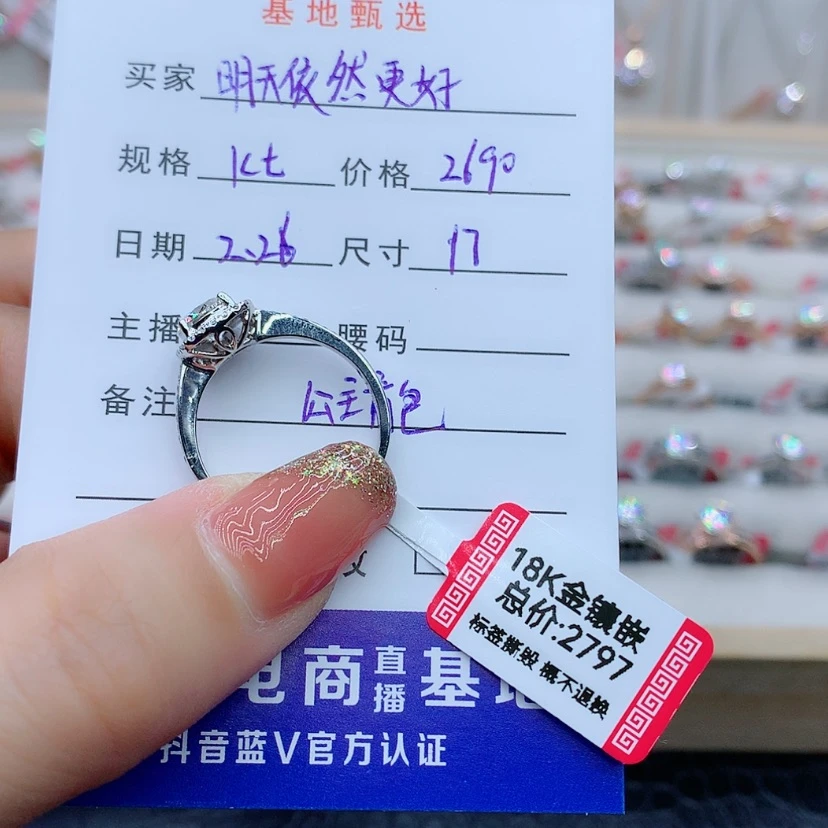 基地甄选
买家 明天依然更好
规格 1ct 价格 2690
日期 2.26 尺寸 17
主播 腰码
备注 公主 包
18K金镶嵌
总价:2797
标签撕毁 概不退换
电商直播基地
抖音蓝V官方认证